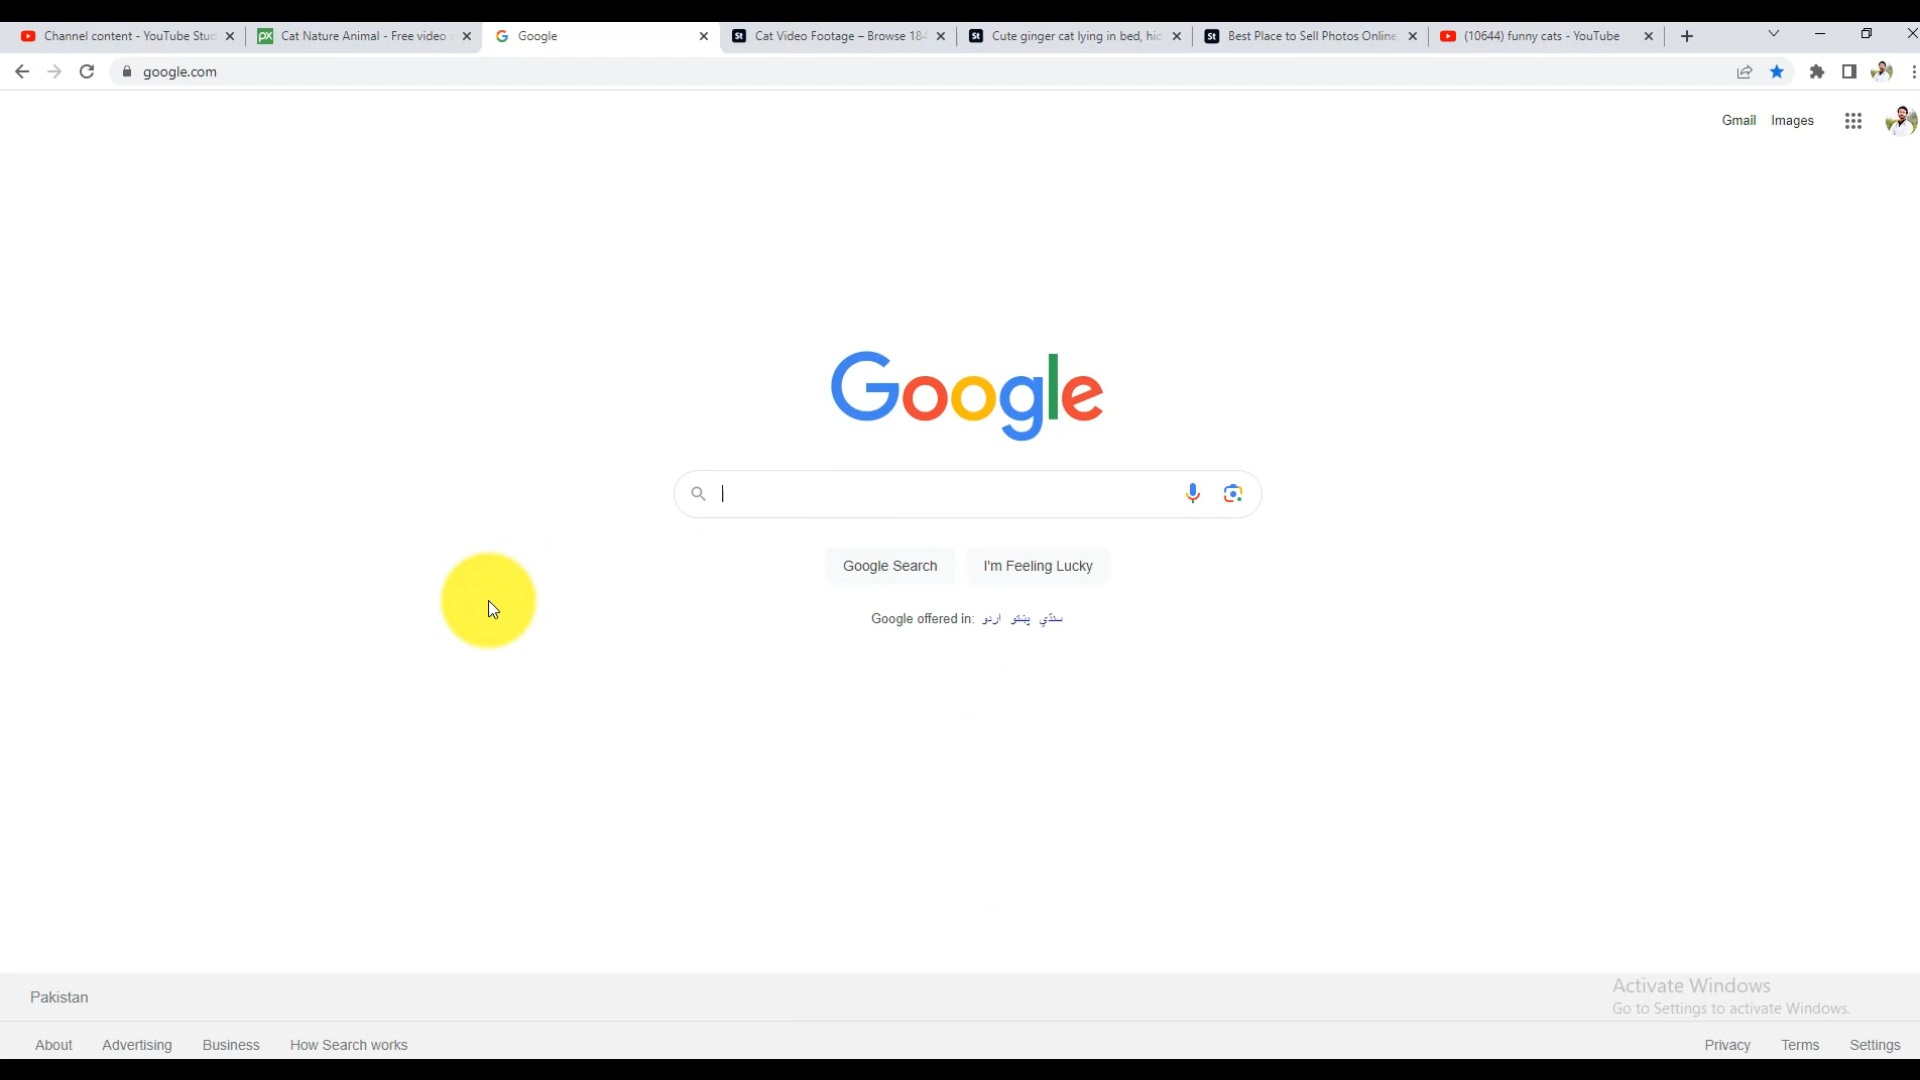 Channel content - YouTube Stud
Cat Nature Animal - Free video
Google
Cat Video Footage – Browse 184
Cute ginger cat lying in bed, hid
Best Place to Sell Photos Online
(10644) funny cats - YouTube
google.com
Gmail Images
Google
Google Search I'm Feeling Lucky
Google offered in: اردو پښتو سنڌي
Pakistan
Activate Windows
Go to Settings to activate Windows.
About Advertising Business How Search works Privacy Terms Settings